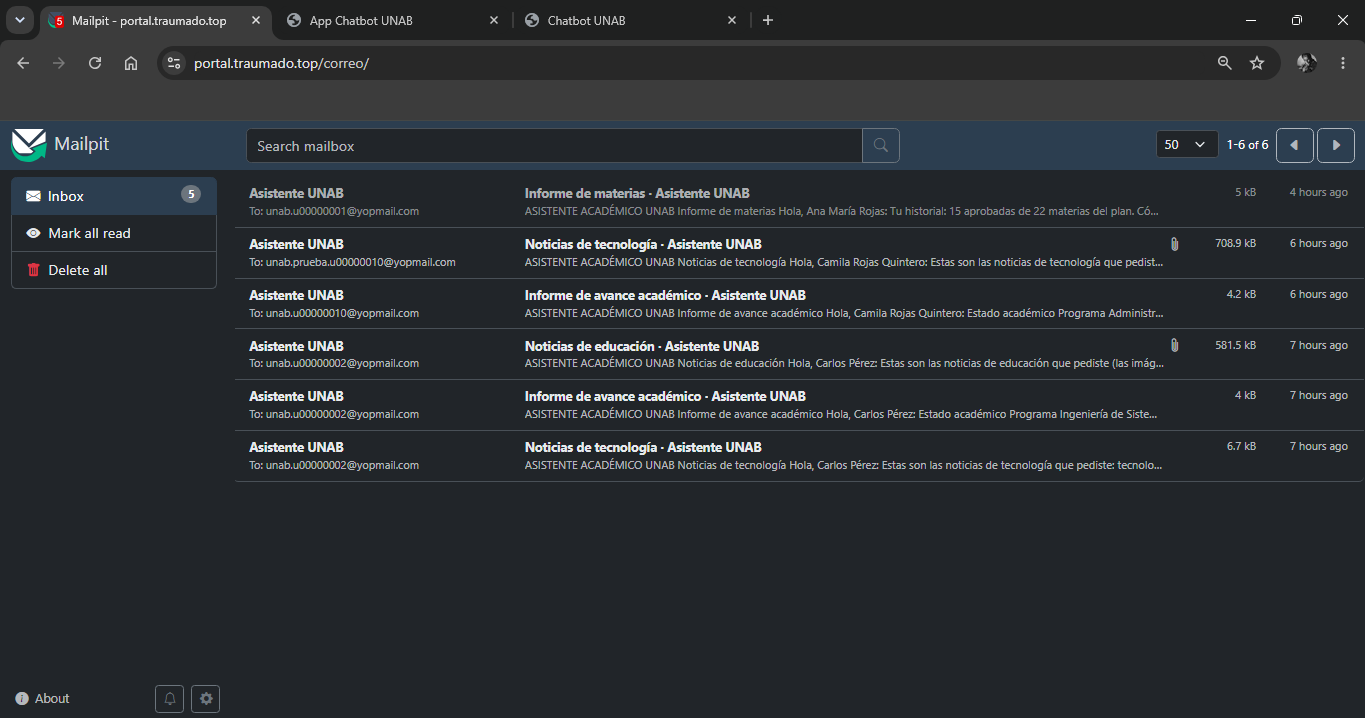 Mailpit - portal.traumado.top
App Chatbot UNAB
Chatbot UNAB
portal.traumado.top/correo/
Mailpit
Search mailbox
50
1-6 of 6
Inbox
5
Mark all read
Delete all
Asistente UNAB
To: unab.u00000001@yopmail.com
Informe de materias - Asistente UNAB
ASISTENTE ACADÉMICO UNAB Informe de materias Hola, Ana María Rojas: Tu historial: 15 aprobadas de 22 materias del plan. Có...
5 kB
4 hours ago
Asistente UNAB
To: unab.prueba.u00000010@yopmail.com
Noticias de tecnología - Asistente UNAB
ASISTENTE ACADÉMICO UNAB Noticias de tecnología Hola, Camila Rojas Quintero: Estas son las noticias de tecnología que pedist...
708.9 kB
6 hours ago
Asistente UNAB
To: unab.u00000010@yopmail.com
Informe de avance académico - Asistente UNAB
ASISTENTE ACADÉMICO UNAB Informe de avance académico Hola, Camila Rojas Quintero: Estado académico Programa Administr...
4.2 kB
6 hours ago
Asistente UNAB
To: unab.u00000002@yopmail.com
Noticias de educación - Asistente UNAB
ASISTENTE ACADÉMICO UNAB Noticias de educación Hola, Carlos Pérez: Estas son las noticias de educación que pediste (las imág...
581.5 kB
7 hours ago
Asistente UNAB
To: unab.u00000002@yopmail.com
Informe de avance académico - Asistente UNAB
ASISTENTE ACADÉMICO UNAB Informe de avance académico Hola, Carlos Pérez: Estado académico Programa Ingeniería de Siste...
4 kB
7 hours ago
Asistente UNAB
To: unab.u00000002@yopmail.com
Noticias de tecnología - Asistente UNAB
ASISTENTE ACADÉMICO UNAB Noticias de tecnología Hola, Carlos Pérez: Estas son las noticias de tecnología que pediste: tecnolo...
6.7 kB
7 hours ago
About